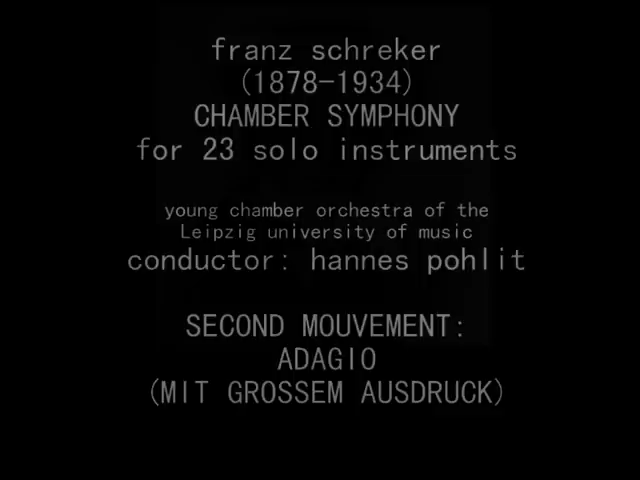 franz schreker
(1878-1934)
CHAMBER SYMPHONY
for 23 solo instruments
young chamber orchestra of the
Leipzig university of music
conductor: hannes pohlit
SECOND MOUVEMENT:
ADAGIO
(MIT GROSSEM AUSDRUCK)